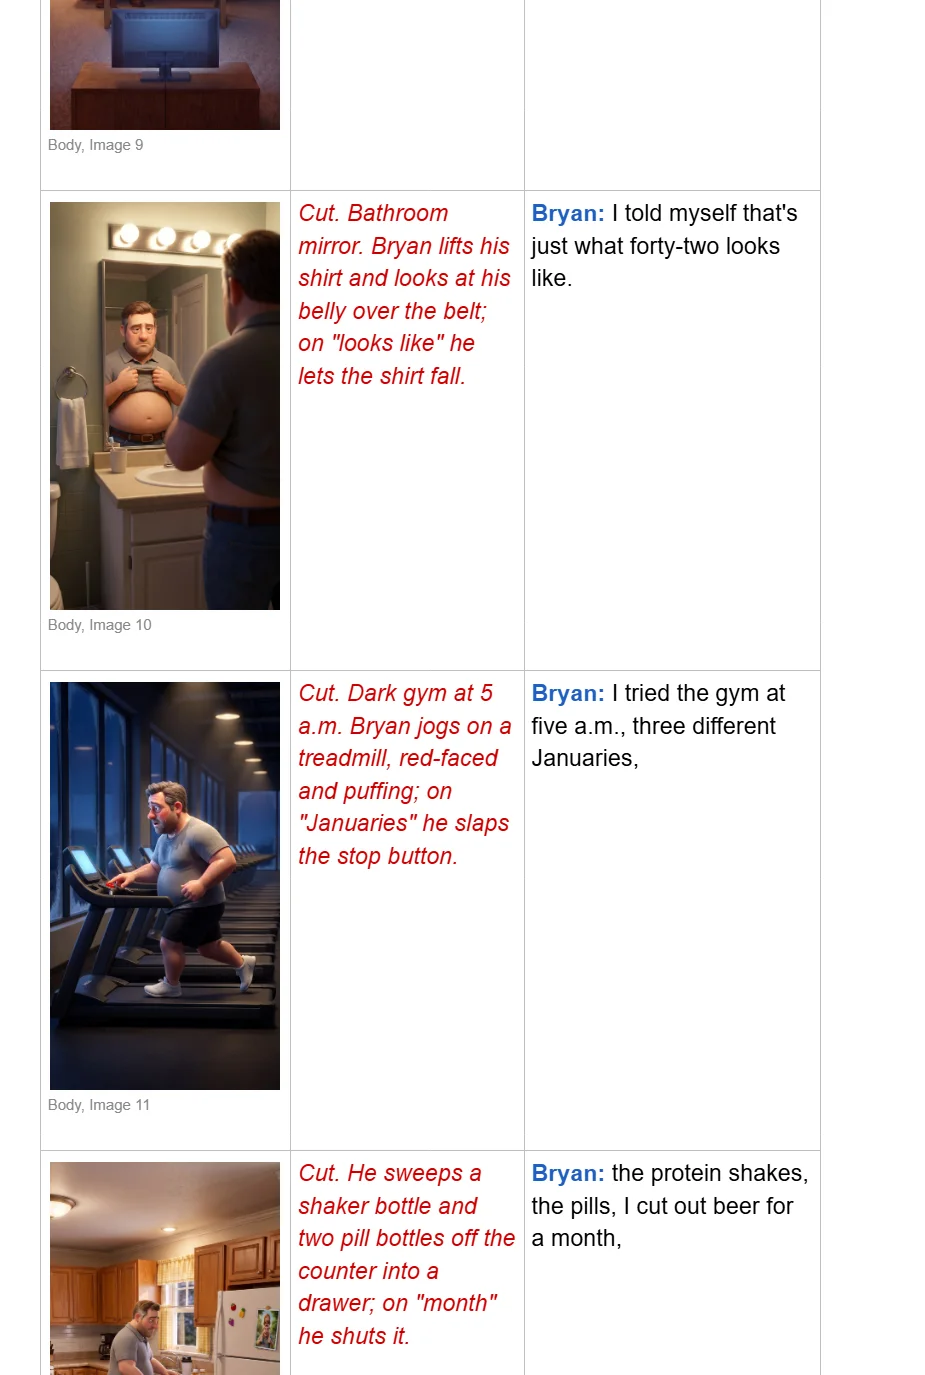 Body, Image 9
Cut. Bathroom
mirror. Bryan lifts his
shirt and looks at his
belly over the belt;
on "looks like" he
lets the shirt fall.
Bryan: I told myself that's
just what forty-two looks
like.
Body, Image 10
Cut. Dark gym at 5
a.m. Bryan jogs on a
treadmill, red-faced
and puffing; on
"Januaries" he slaps
the stop button.
Bryan: I tried the gym at
five a.m., three different
Januaries,
Body, Image 11
Cut. He sweeps a
shaker bottle and
two pill bottles off the
counter into a
drawer; on "month"
he shuts it.
Bryan: the protein shakes,
the pills, I cut out beer for
a month,